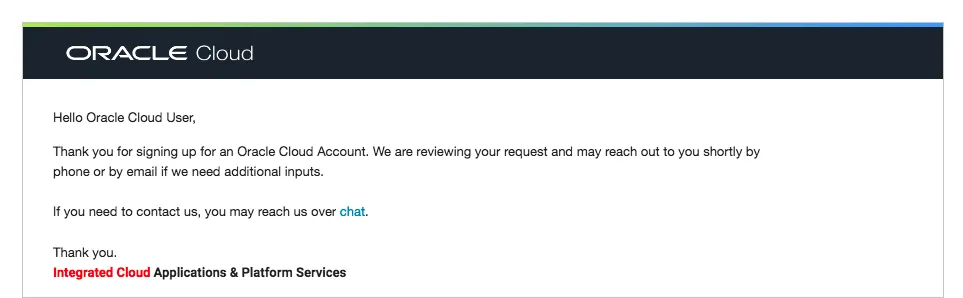 ORACLE Cloud
Hello Oracle Cloud User,
Thank you for signing up for an Oracle Cloud Account. We are reviewing your request and may reach out to you shortly by
phone or by email if we need additional inputs.
If you need to contact us, you may reach us over chat.
Thank you.
Integrated Cloud Applications & Platform Services